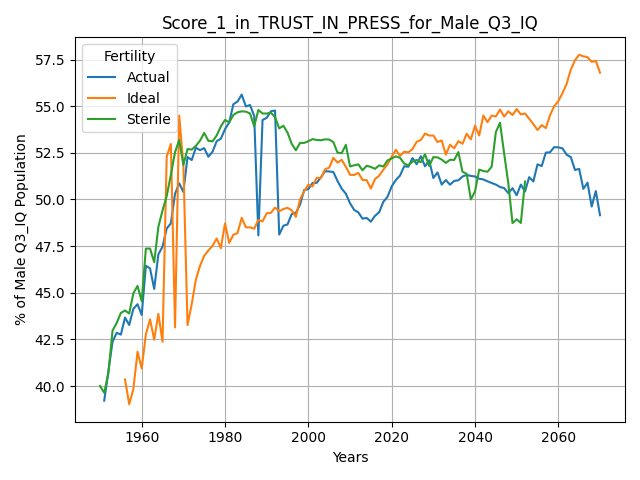 Score_1_in_TRUST_IN_PRESS_for_Male_Q3_IQ
Fertility
Actual
Ideal
Sterile
57.5
55.0
52.5
50.0
47.5
45.0
42.5
40.0
% of Male Q3_IQ Population
1960
1980
2000
2020
2040
2060
Years